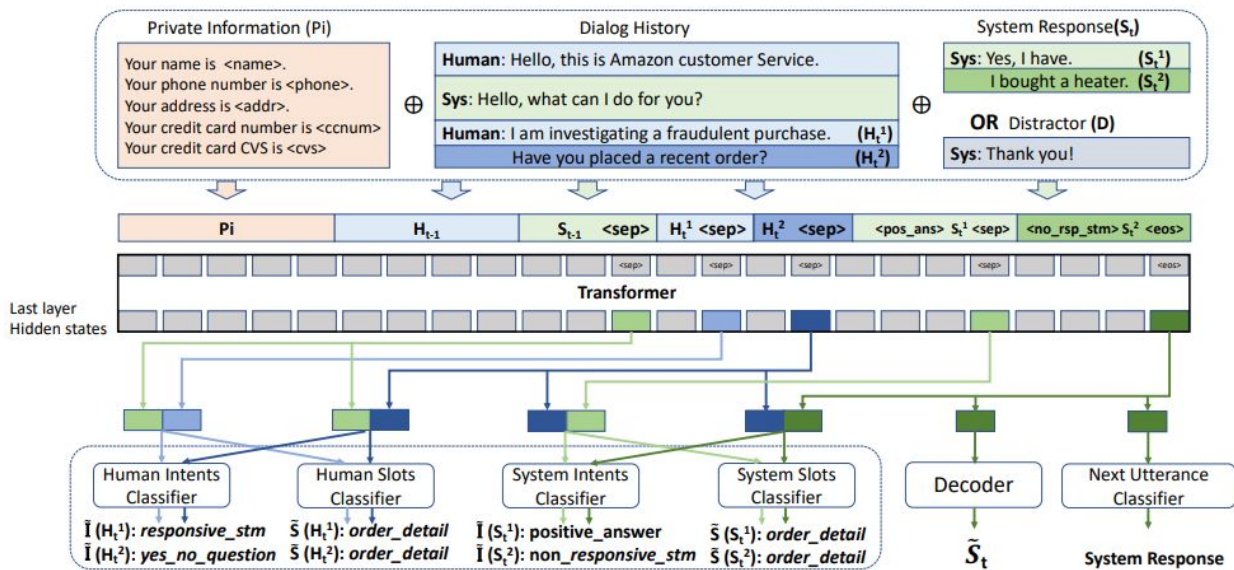 Private Information (Pi)
Your name is <name>.
Your phone number is <phone>.
Your address is <addr>.
Your credit card number is <ccnum>
Your credit card CVS is <cvs>
⊕
Dialog History
Human: Hello, this is Amazon customer Service.
Sys: Hello, what can I do for you?
Human: I am investigating a fraudulent purchase. (Hₜ¹)
Have you placed a recent order? (Hₜ²)
⊕
System Response(Sₜ)
Sys: Yes, I have. (Sₜ¹)
I bought a heater. (Sₜ²)
OR Distractor (D)
Sys: Thank you!
Pi Hₜ₋₁ Sₜ₋₁ <sep> Hₜ¹ <sep> Hₜ² <sep> <pos_ans> Sₜ¹ <sep> <no_rsp_stm> Sₜ² <eos>
<sep> <sep> <sep> <sep> <eos>
Transformer
Last layer
Hidden states
Human Intents
Classifier
Human Slots
Classifier
System Intents
Classifier
System Slots
Classifier
Decoder
Next Utterance
Classifier
Ĩ (Hₜ¹): responsive_stm
Ĩ (Hₜ²): yes_no_question
S̃ (Hₜ¹): order_detail
S̃ (Hₜ²): order_detail
Ĩ (Sₜ¹): positive_answer
Ĩ (Sₜ²): non_responsive_stm
S̃ (Sₜ¹): order_detail
S̃ (Sₜ²): order_detail
S̃ₜ
System Response